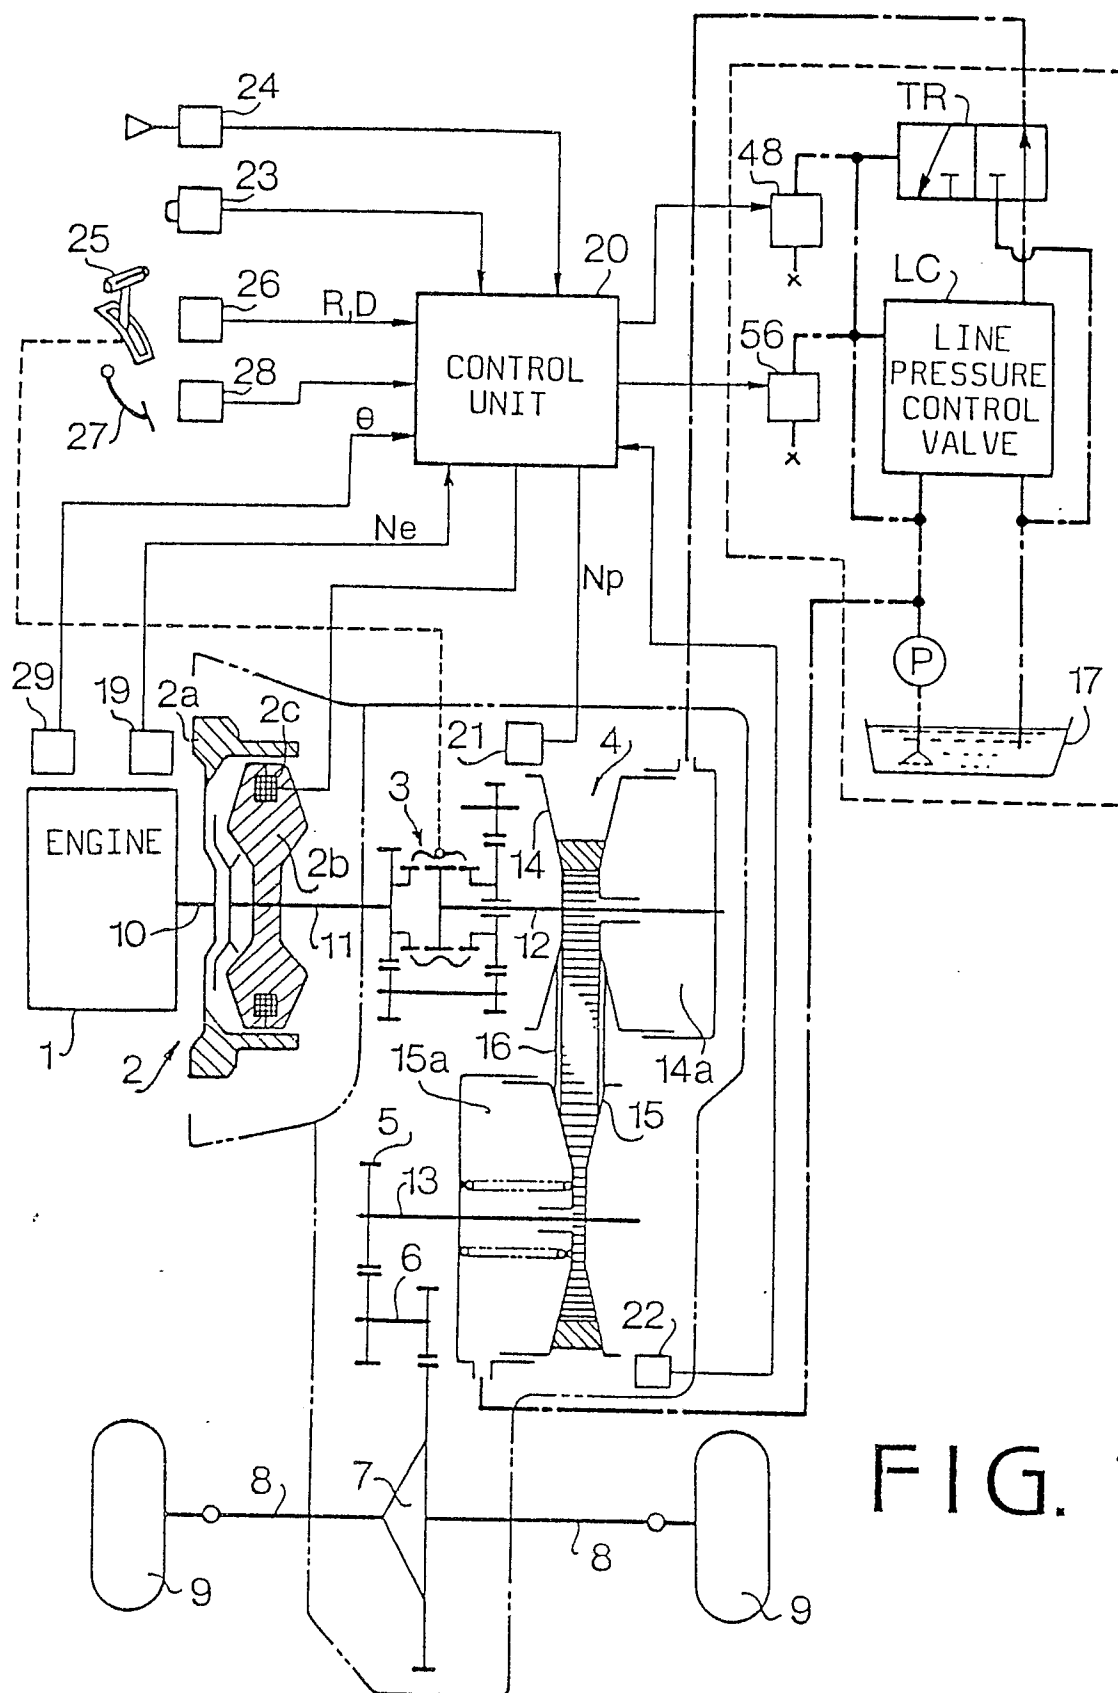 24
TR
48
23
25
26
R,D
20
LC
56
CONTROL
UNIT
LINE
PRESSURE
CONTROL
VALVE
28
27
θ
Ne
Np
P
17
29
19
2a
2c
21
4
3
14
ENGINE
2b
10
11
12
1
2
16
14a
15a
15
5
13
6
22
7
8
8
9
9
FIG.